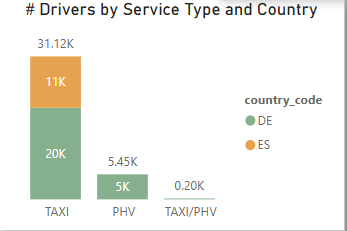 # Drivers by Service Type and Country
31.12K
11K
20K
5.45K
5K
0.20K
TAXI PHV TAXI/PHV
country_code
DE
ES